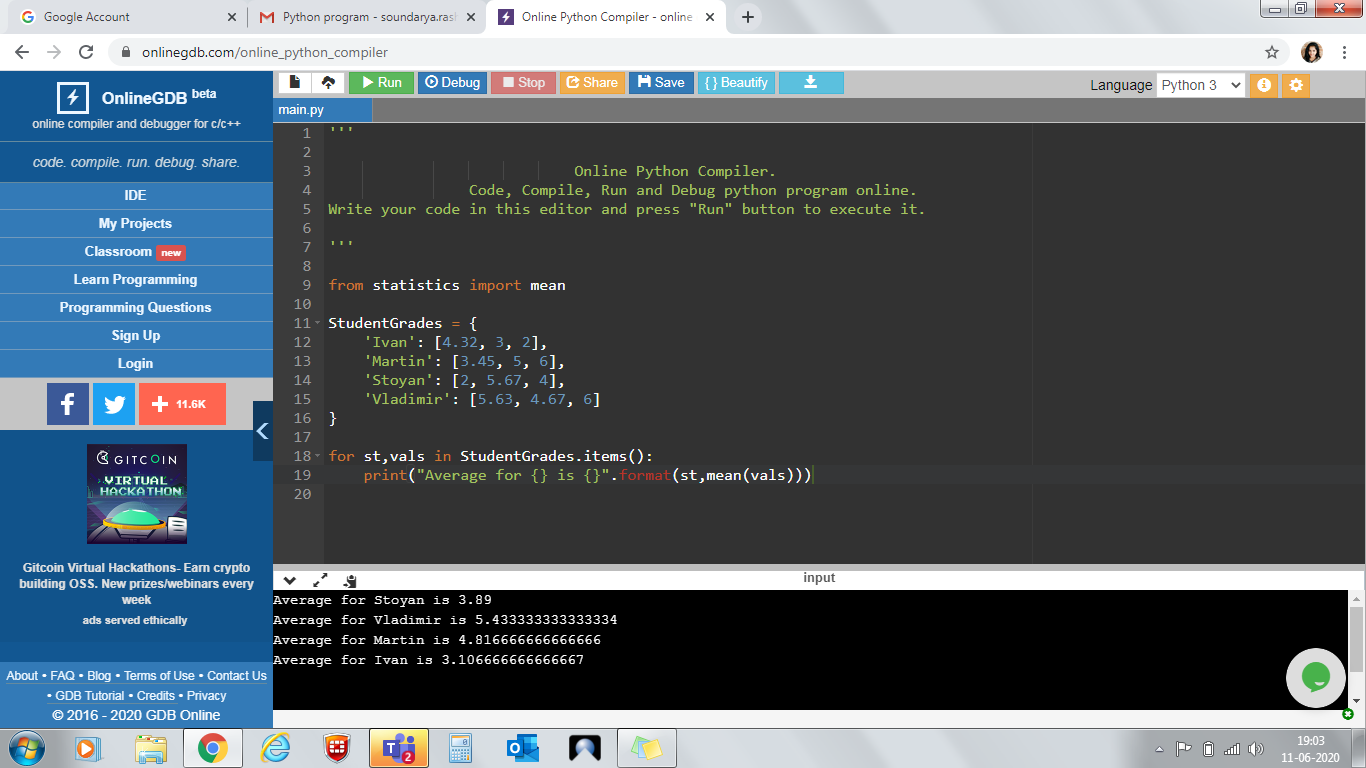 Google Account
Python program - soundarya.rash
Online Python Compiler - online
onlinegdb.com/online_python_compiler
OnlineGDB beta
online compiler and debugger for c/c++
code. compile. run. debug. share.
IDE
My Projects
Classroom new
Learn Programming
Programming Questions
Sign Up
Login
11.6K
GITCOIN
VIRTUAL
HACKATHON
Gitcoin Virtual Hackathons- Earn crypto
building OSS. New prizes/webinars every
week
ads served ethically
About • FAQ • Blog • Terms of Use • Contact Us
• GDB Tutorial • Credits • Privacy
© 2016 - 2020 GDB Online
Run Debug Stop Share Save { } Beautify
Language Python 3
main.py
1 '''
2
3 Online Python Compiler.
4 Code, Compile, Run and Debug python program online.
5 Write your code in this editor and press "Run" button to execute it.
6
7 '''
8
9 from statistics import mean
10
11 StudentGrades = {
12 'Ivan': [4.32, 3, 2],
13 'Martin': [3.45, 5, 6],
14 'Stoyan': [2, 5.67, 4],
15 'Vladimir': [5.63, 4.67, 6]
16 }
17
18 for st,vals in StudentGrades.items():
19 print("Average for {} is {}".format(st,mean(vals)))
20
input
Average for Stoyan is 3.89
Average for Vladimir is 5.433333333333334
Average for Martin is 4.816666666666666
Average for Ivan is 3.106666666666667
2
19:03
11-06-2020